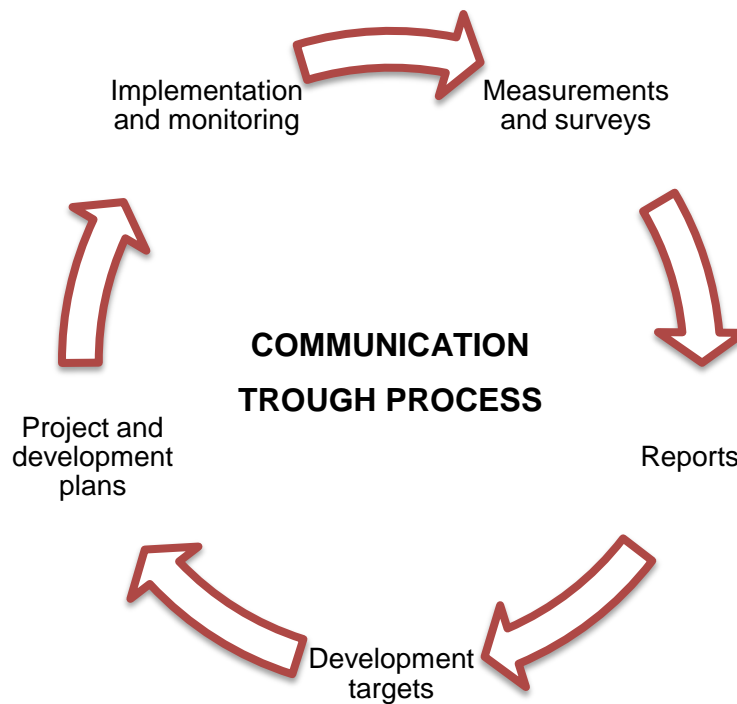 Implementation
and monitoring
Measurements
and surveys
COMMUNICATION
TROUGH PROCESS
Project and
development
plans
Reports
Development
targets